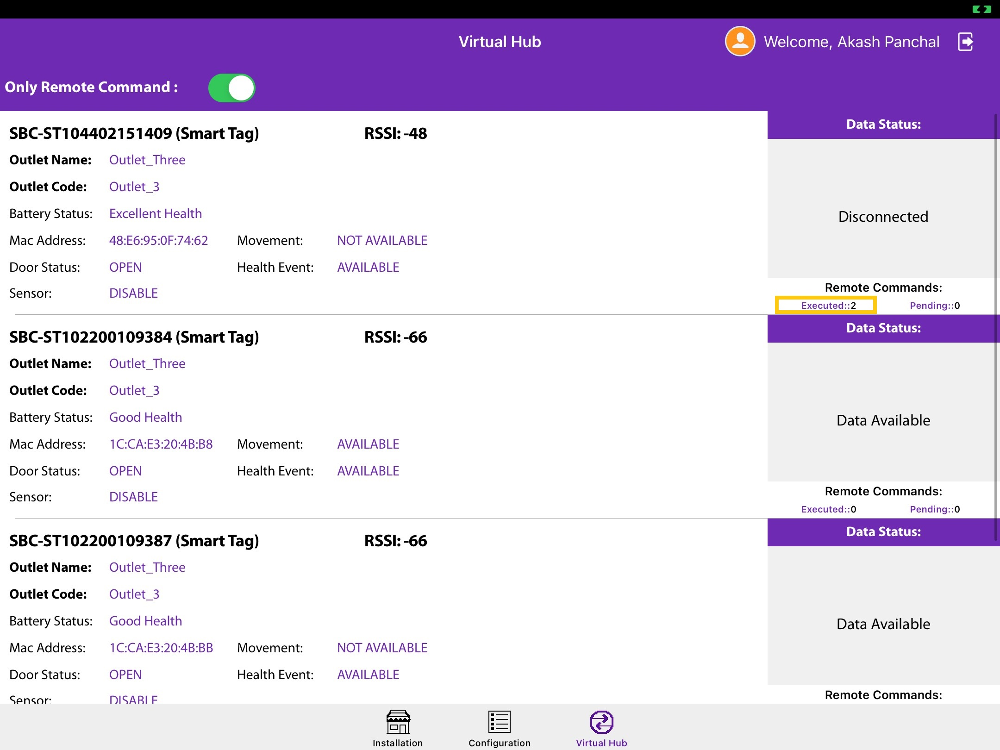 Virtual Hub
Welcome, Akash Panchal
Only Remote Command :
SBC-ST104402151409 (Smart Tag) RSSI: -48
Outlet Name: Outlet_Three
Outlet Code: Outlet_3
Battery Status: Excellent Health
Mac Address: 48:E6:95:0F:74:62 Movement: NOT AVAILABLE
Door Status: OPEN Health Event: AVAILABLE
Sensor: DISABLE
Data Status:
Disconnected
Remote Commands:
Executed::2 Pending::0
SBC-ST102200109384 (Smart Tag) RSSI: -66
Outlet Name: Outlet_Three
Outlet Code: Outlet_3
Battery Status: Good Health
Mac Address: 1C:CA:E3:20:4B:B8 Movement: AVAILABLE
Door Status: OPEN Health Event: AVAILABLE
Sensor: DISABLE
Data Status:
Data Available
Remote Commands:
Executed::0 Pending::0
SBC-ST102200109387 (Smart Tag) RSSI: -66
Outlet Name: Outlet_Three
Outlet Code: Outlet_3
Battery Status: Good Health
Mac Address: 1C:CA:E3:20:4B:BB Movement: NOT AVAILABLE
Door Status: OPEN Health Event: AVAILABLE
Sensor: DISABLE
Data Status:
Data Available
Remote Commands:
Installation Configuration Virtual Hub